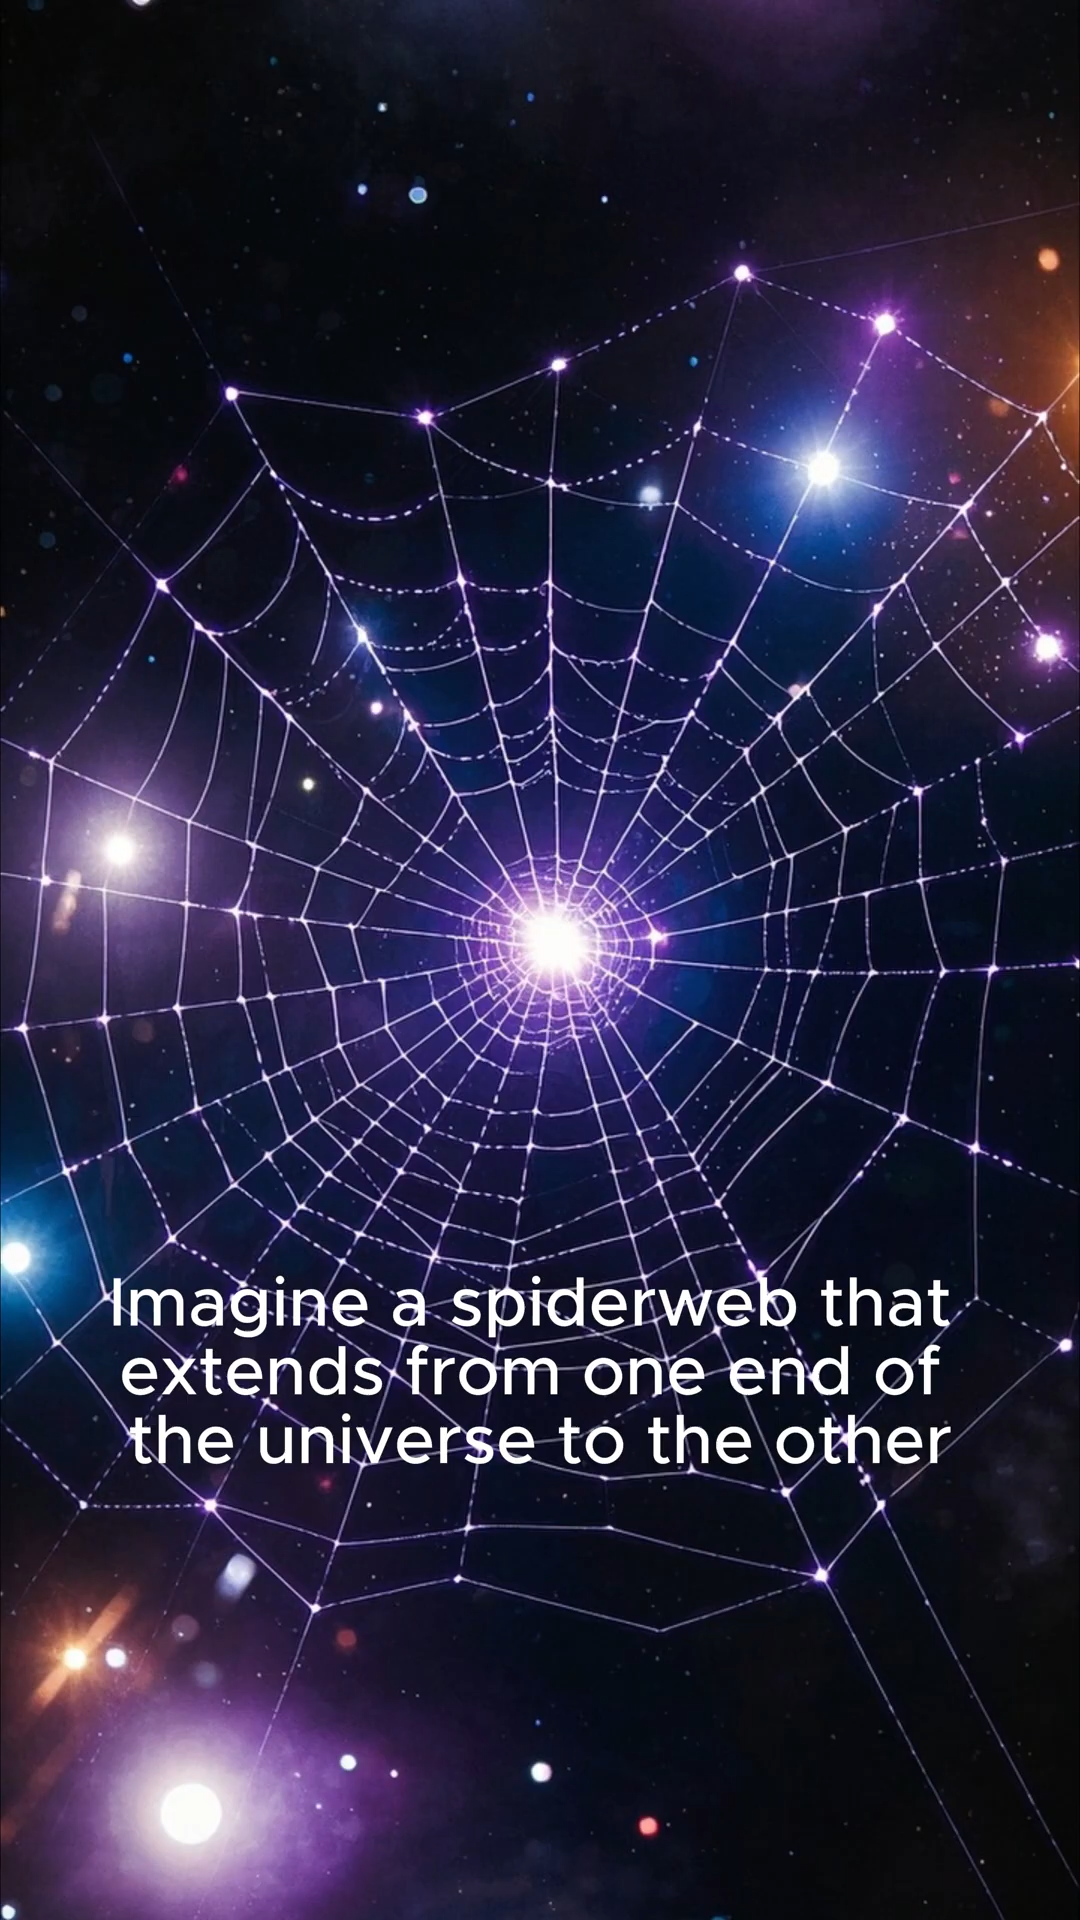 Imagine a spiderweb that
extends from one end of
the universe to the other